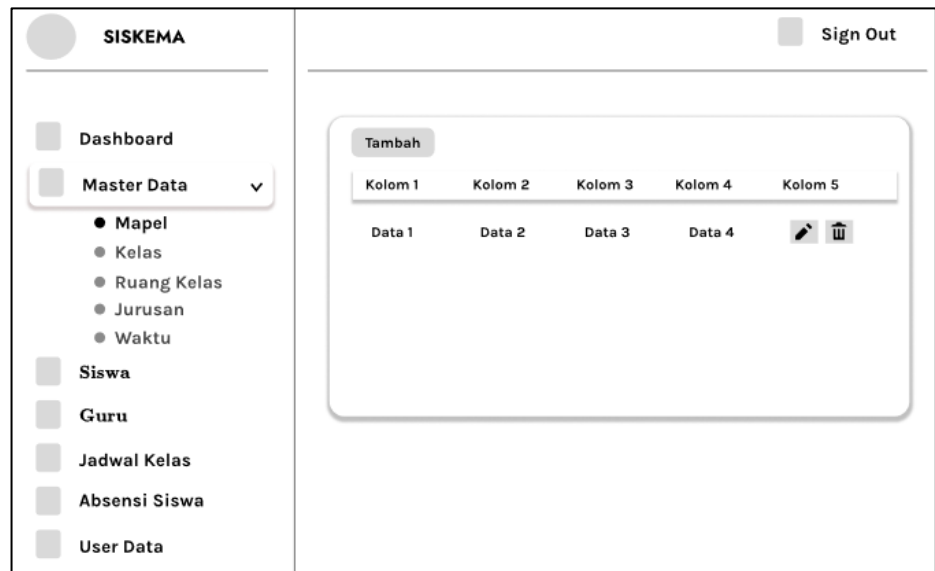 SISKEMA
Sign Out
Dashboard
Master Data
Mapel
Kelas
Ruang Kelas
Jurusan
Waktu
Siswa
Guru
Jadwal Kelas
Absensi Siswa
User Data
Tambah
Kolom 1 Kolom 2 Kolom 3 Kolom 4 Kolom 5
Data 1 Data 2 Data 3 Data 4